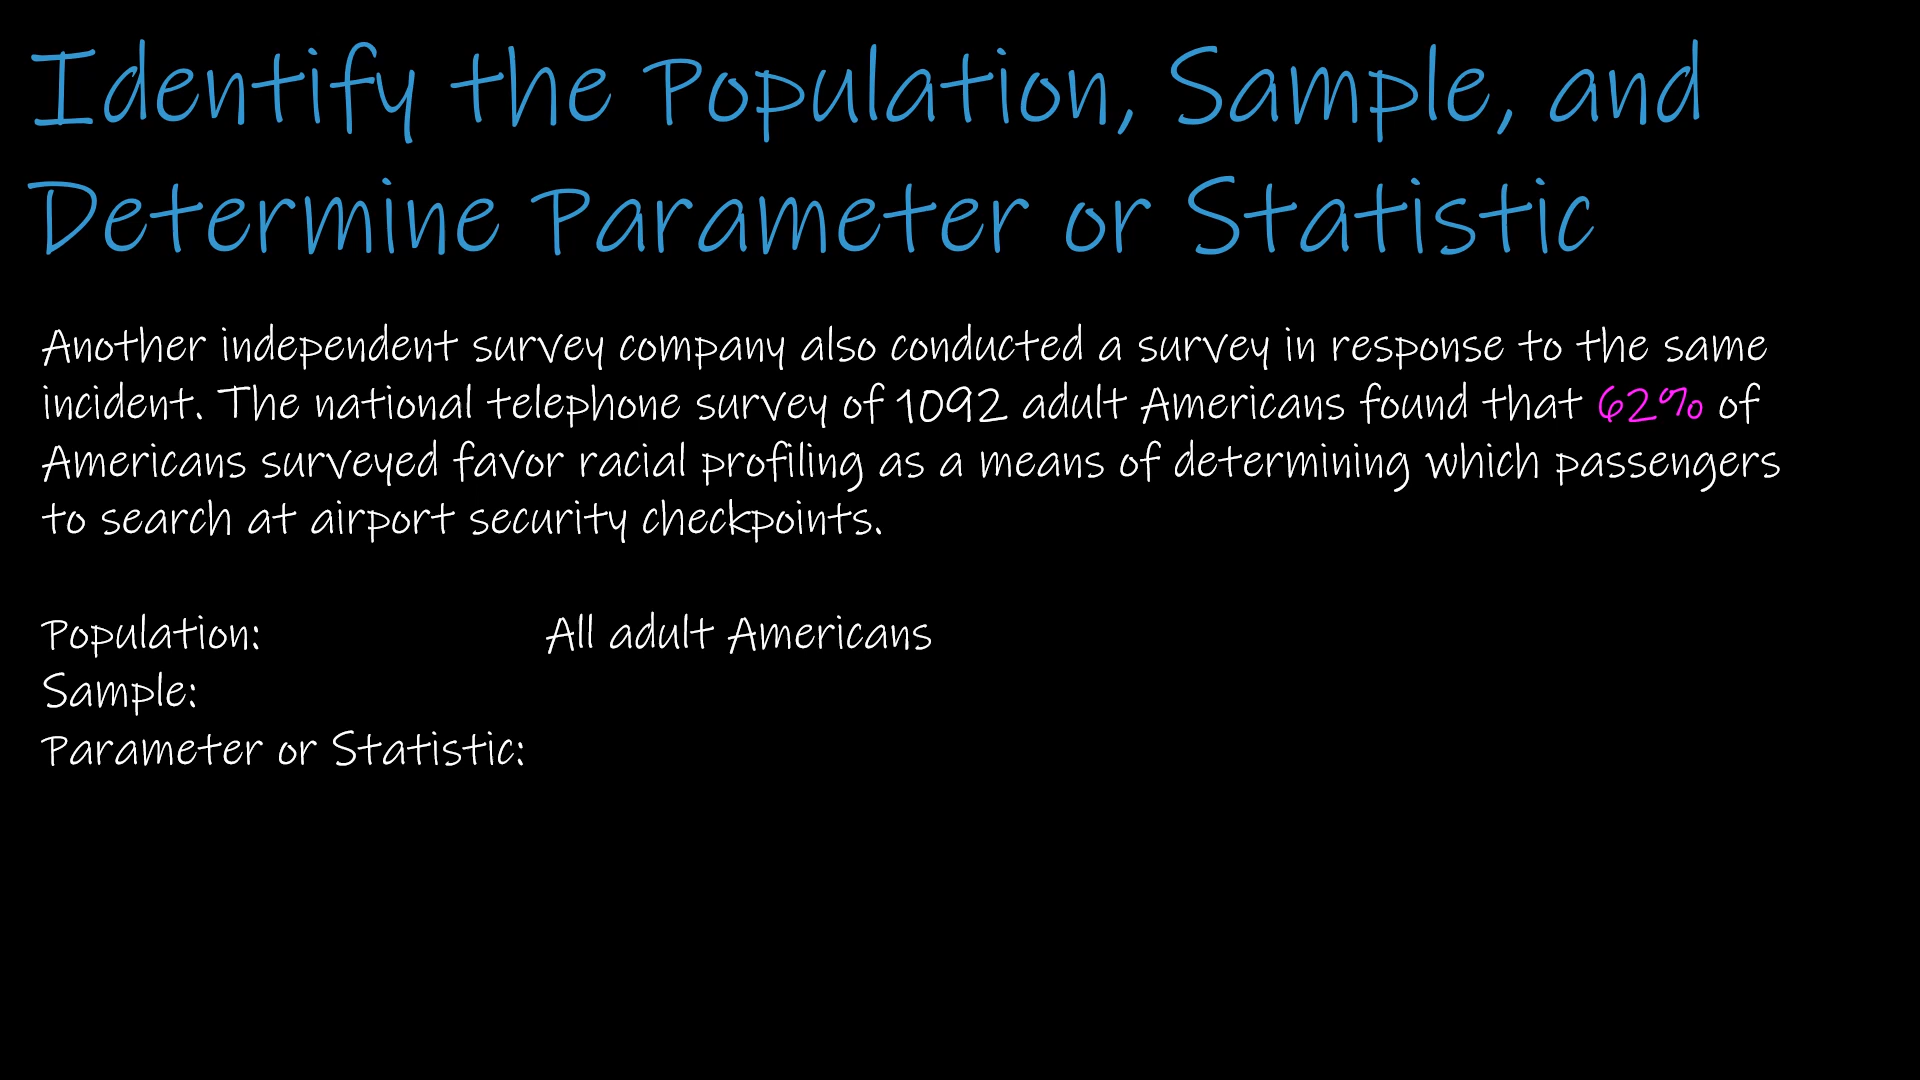 Identify the Population, Sample, and
Determine Parameter or Statistic
Another independent survey company also conducted a survey in response to the same
incident. The national telephone survey of 1092 adult Americans found that 62% of
Americans surveyed favor racial profiling as a means of determining which passengers
to search at airport security checkpoints.
Population: All adult Americans
Sample:
Parameter or Statistic: